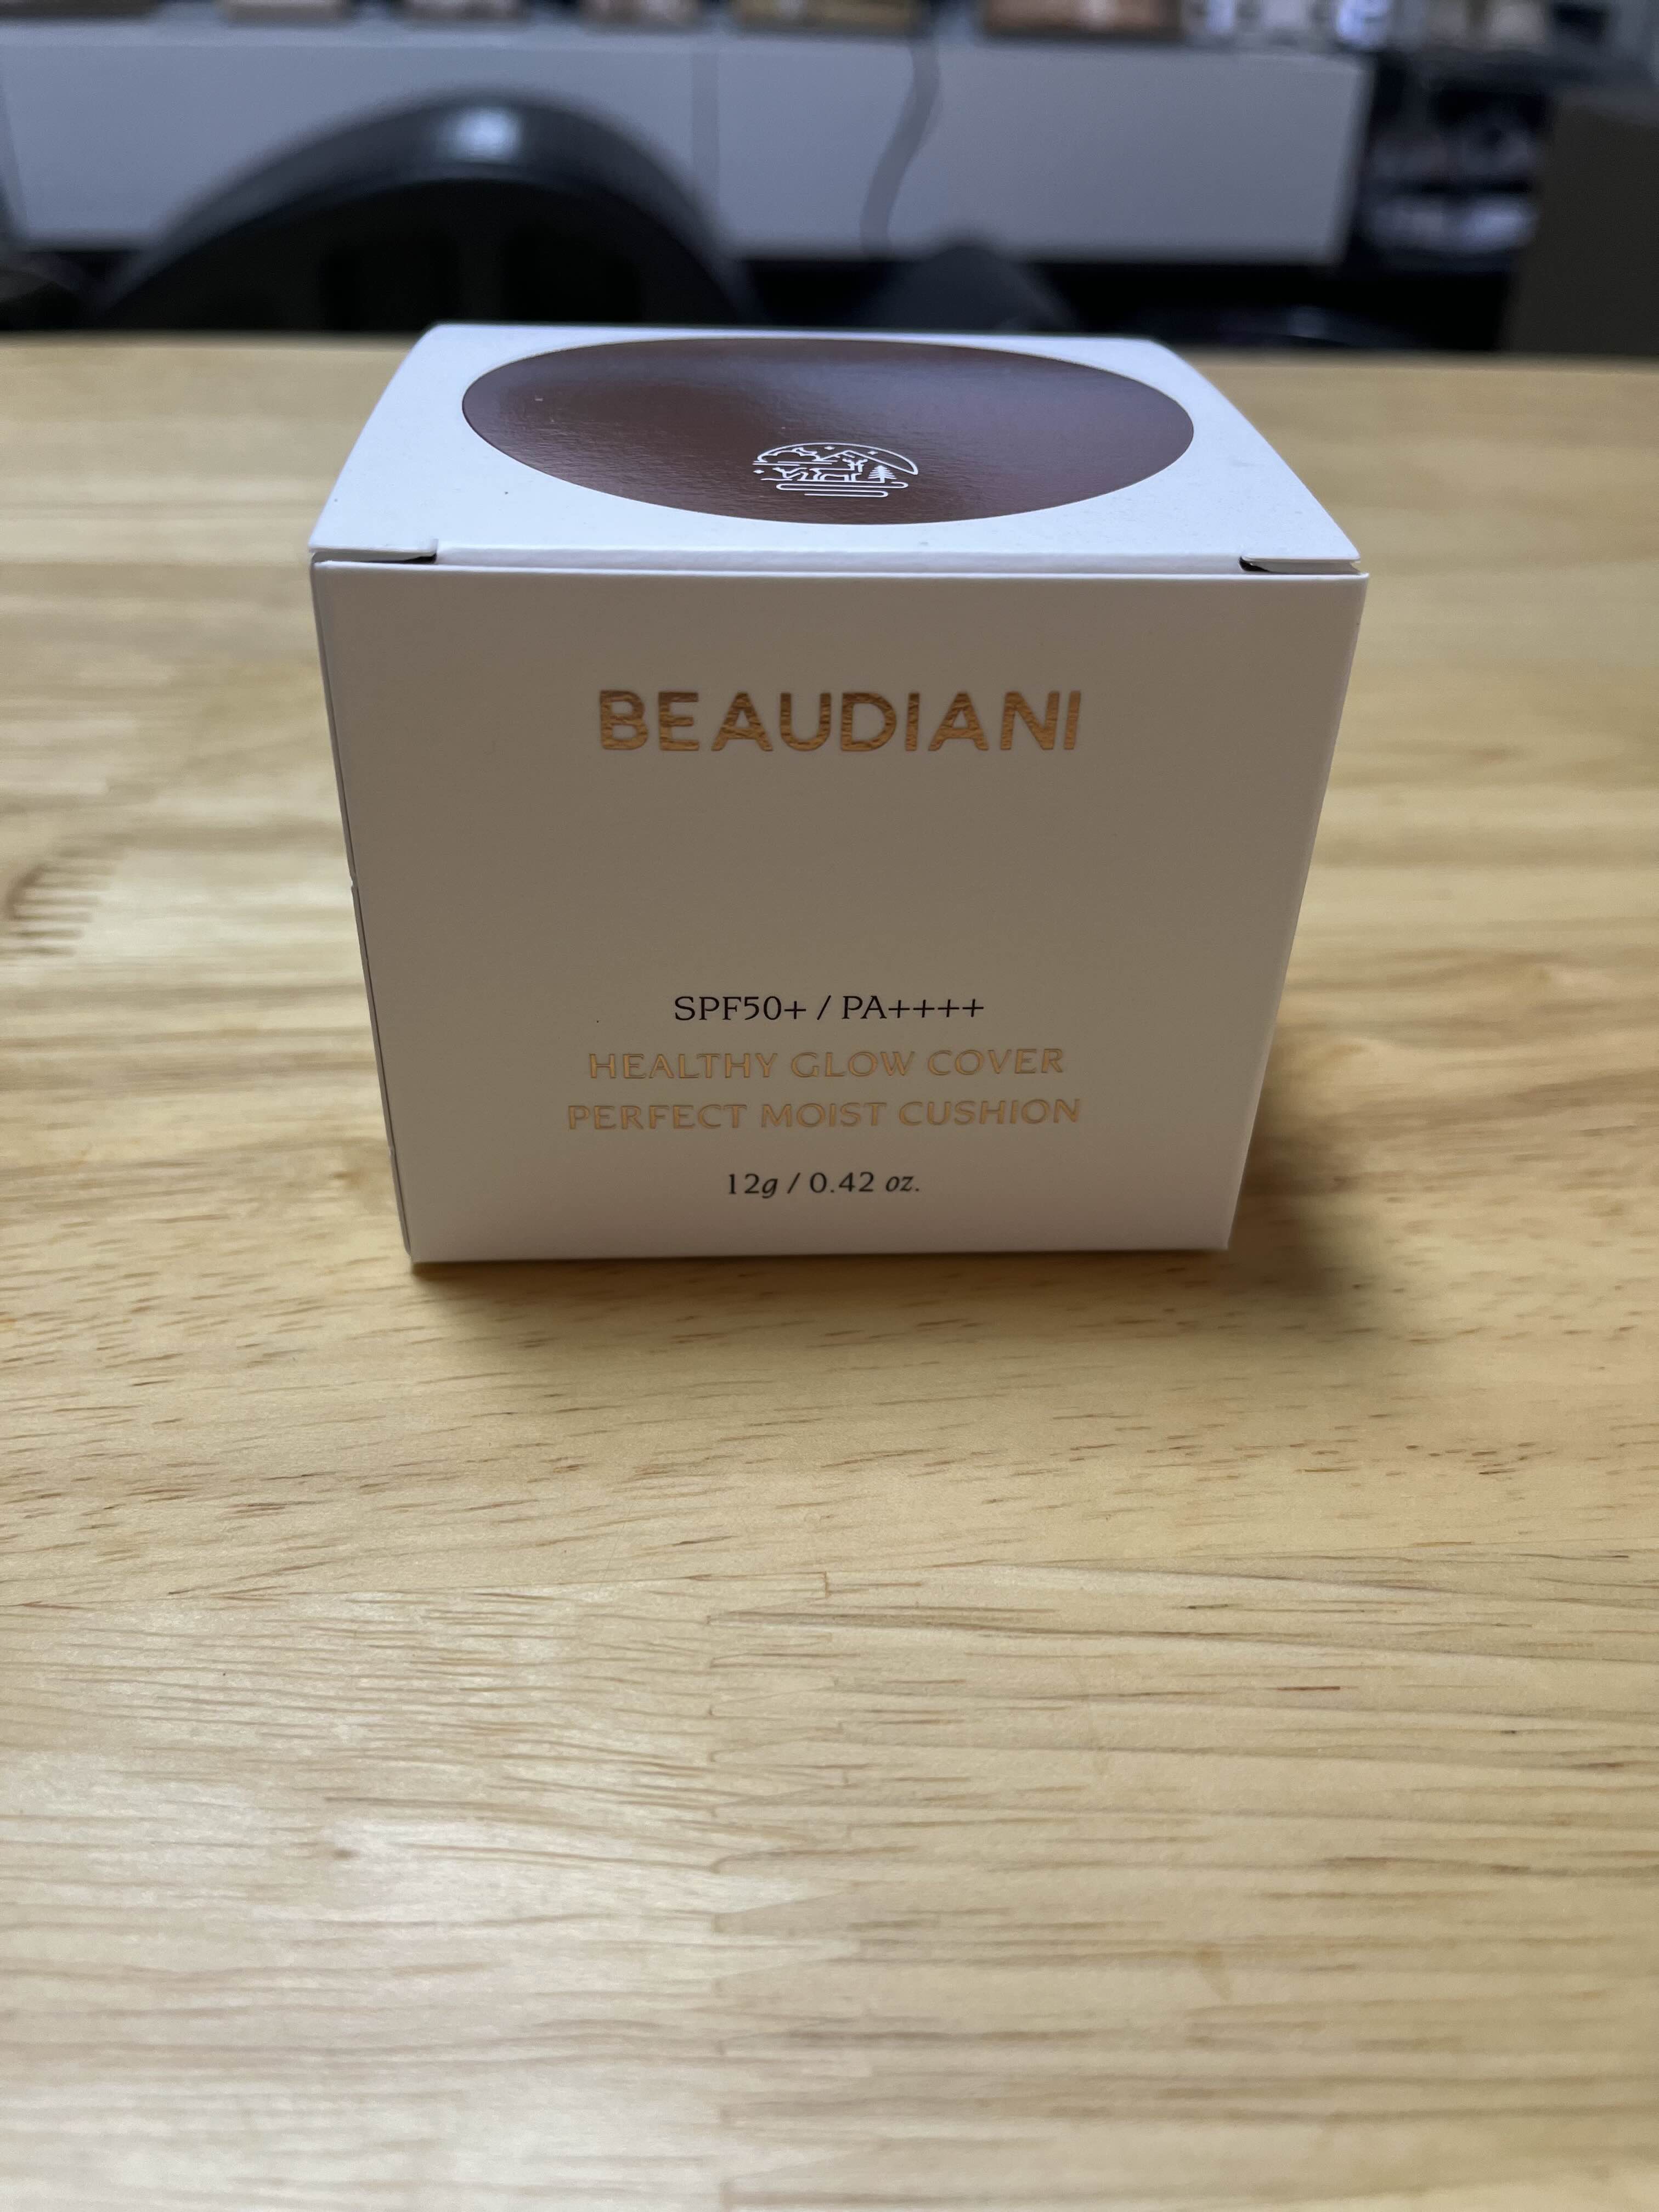 BEAUDIANI
SPF50+ / PA++++
HEALTHY GLOW COVER
PERFECT MOIST CUSHION
12g / 0.42 oz.